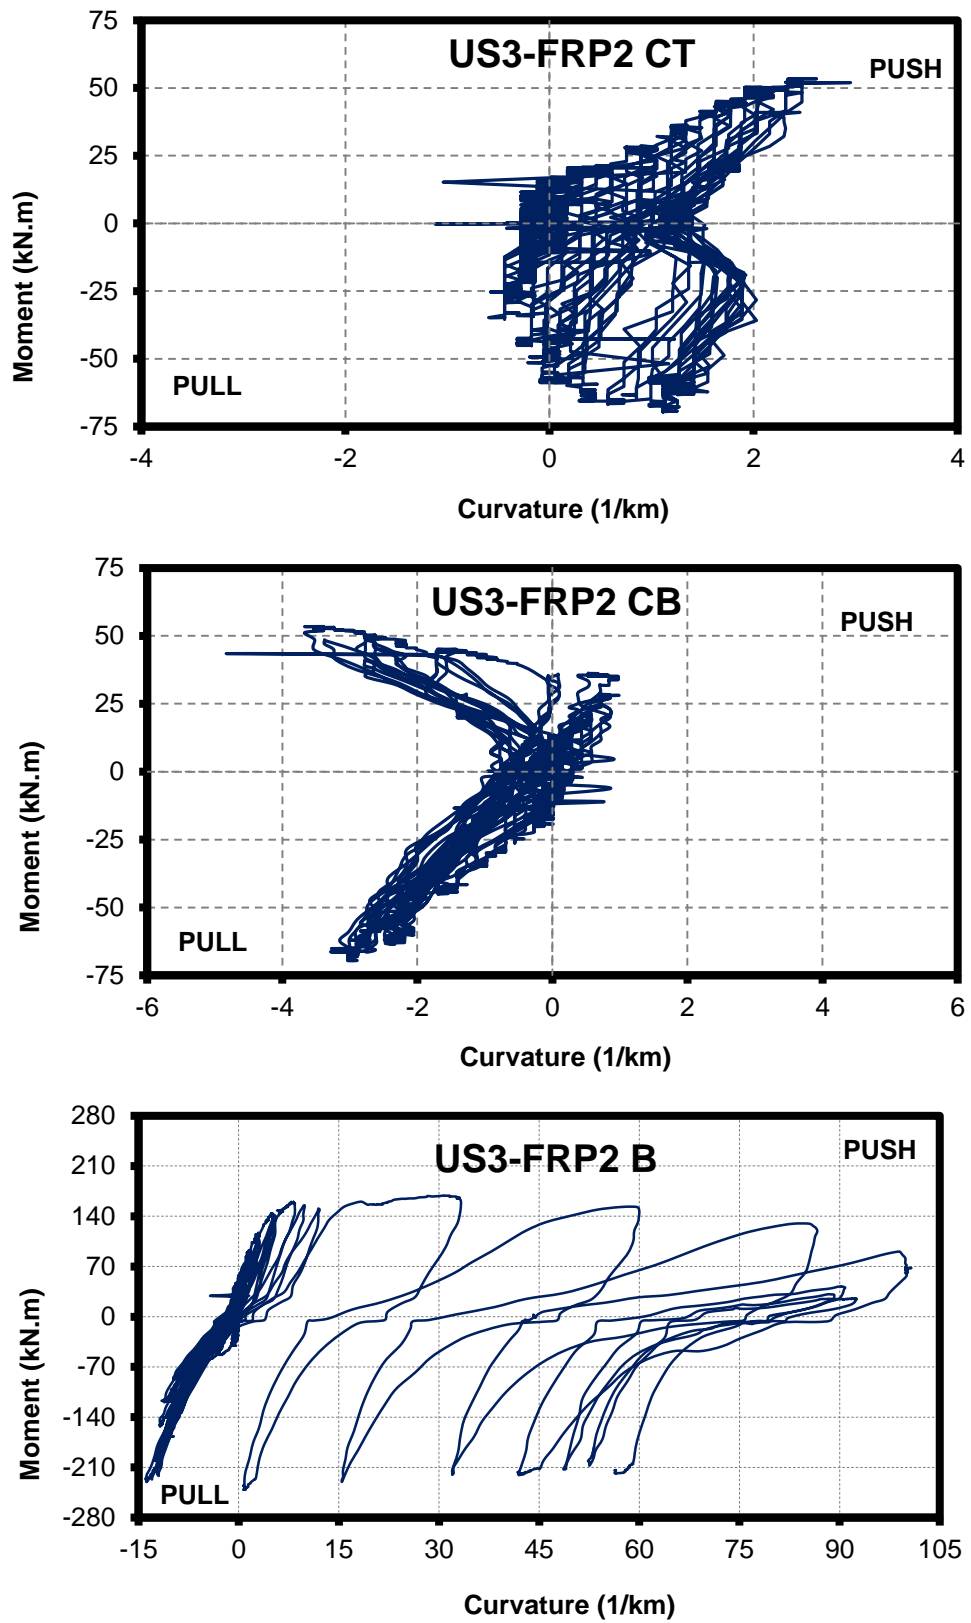 US3-FRP2 CT
PUSH
PULL
Moment (kN.m)
75
50
25
0
-25
-50
-75
-4 -2 0 2 4
Curvature (1/km)
US3-FRP2 CB
PUSH
PULL
Moment (kN.m)
75
50
25
0
-25
-50
-75
-6 -4 -2 0 2 4 6
Curvature (1/km)
US3-FRP2 B
PUSH
PULL
Moment (kN.m)
280
210
140
70
0
-70
-140
-210
-280
-15 0 15 30 45 60 75 90 105
Curvature (1/km)